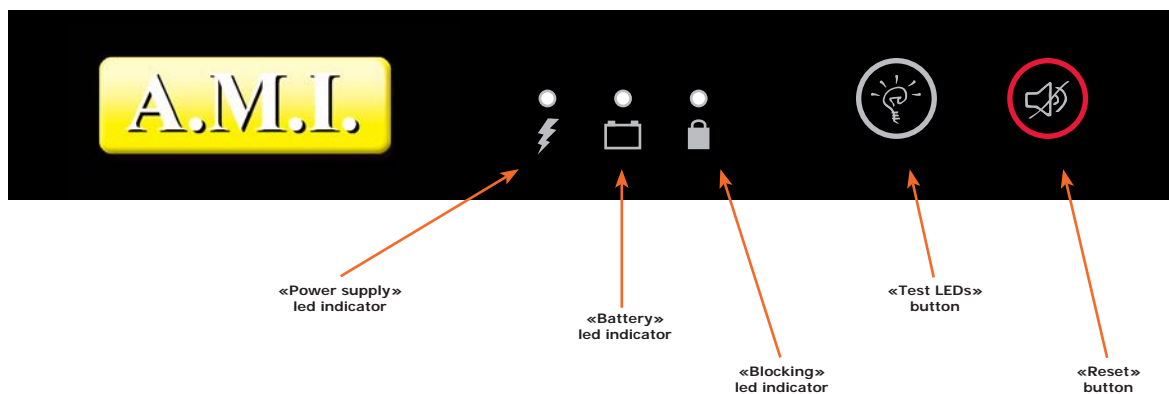 A.M.I.
«Power supply»
led indicator
«Battery»
led indicator
«Blocking»
led indicator
«Test LEDs»
button
«Reset»
button